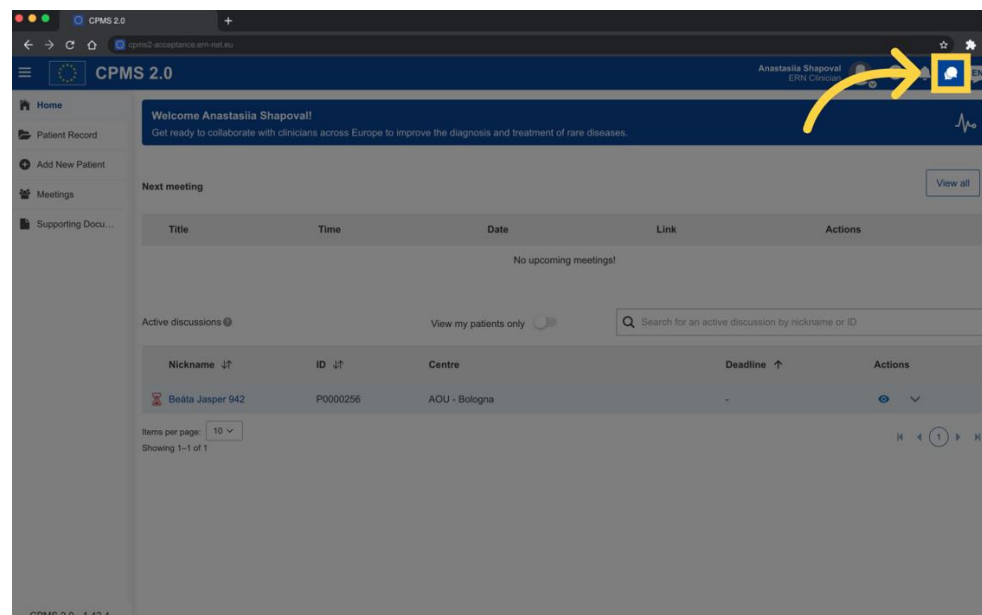 CPMS 2.0
cpms2-acceptance.ern-net.eu
CPMS 2.0
Anastasiia Shapoval
ERN Clinician
EN
Home
Patient Record
Add New Patient
Meetings
Supporting Docu...
Welcome Anastasiia Shapoval!
Get ready to collaborate with clinicians across Europe to improve the diagnosis and treatment of rare diseases.
Next meeting
View all
Title Time Date Link Actions
No upcoming meetings!
Active discussions
View my patients only
Search for an active discussion by nickname or ID
Nickname ID Centre Deadline Actions
Beáta Jasper 942 P0000256 AOU - Bologna -
Items per page: 10
Showing 1–1 of 1
1
CPMS 2.0